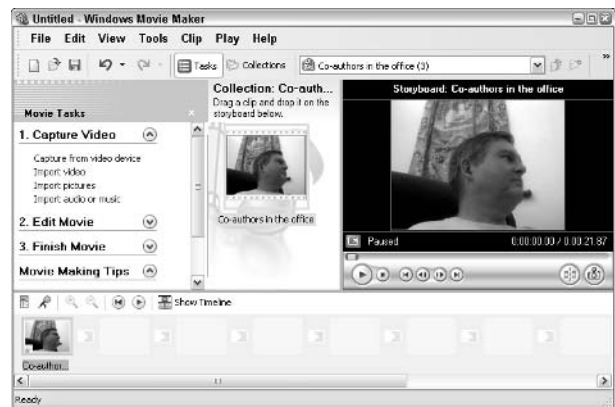 Untitled - Windows Movie Maker
File Edit View Tools Clip Play Help
Tasks Collections Co-authors in the office (3)
Movie Tasks
1. Capture Video
Capture from video device
Import video
Import pictures
Import audio or music
2. Edit Movie
3. Finish Movie
Movie Making Tips
Collection: Co-auth...
Drag a clip and drop it on the
storyboard below.
Co-authors in the office
Storyboard: Co-authors in the office
Paused 0:00:00.00 / 0:00:21.87
Show Timeline
Co-author...
Ready